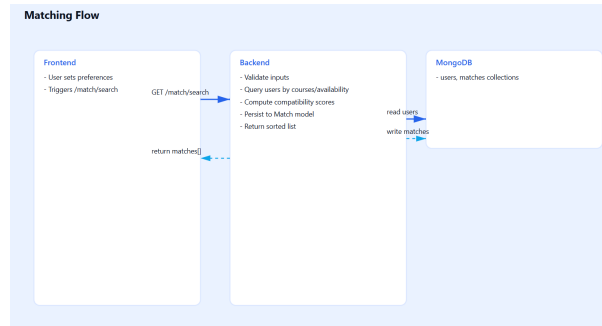 Matching Flow
Frontend
- User sets preferences
- Triggers /match/search
GET /match/search
return matches[]
Backend
- Validate inputs
- Query users by courses/availability
- Compute compatibility scores
- Persist to Match model
- Return sorted list
read users
write matches
MongoDB
- users, matches collections